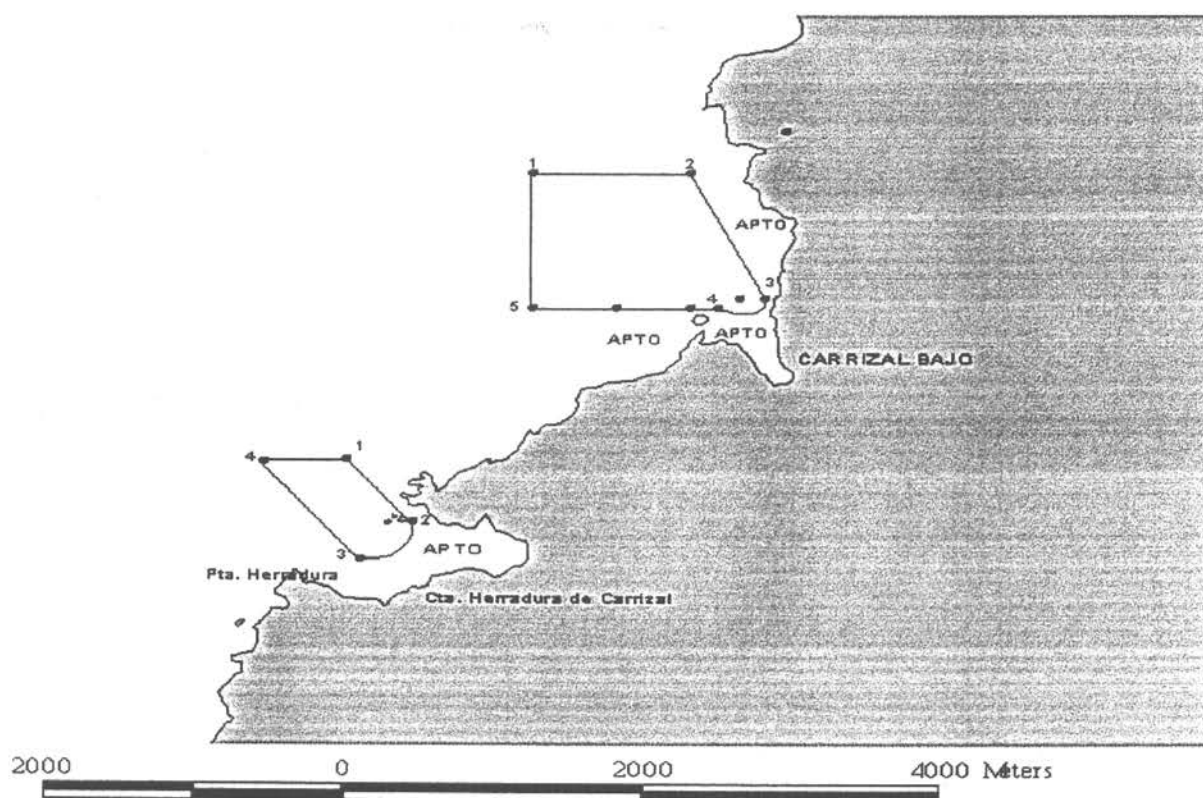 1 2
APTO
3
5 4
APTO APTO
CARRIZAL BAJO
4 1
2
3 APTO
Pta. Herradura
Cta. Herradura de Carrizal
2000 0 2000 4000 Meters